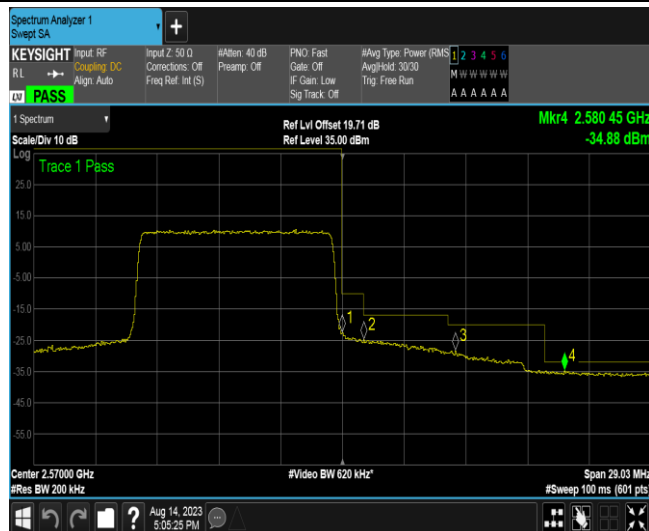 Spectrum Analyzer 1
Swept SA
+
KEYSIGHT
RL
LXI PASS
Input: RF
Coupling: DC
Align: Auto
Input Z: 50 Ω
Corrections: Off
Freq Ref: Int (S)
#Atten: 40 dB
Preamp: Off
PNO: Fast
Gate: Off
IF Gain: Low
Sig Track: Off
#Avg Type: Power (RMS
Avg|Hold: 30/30
Trig: Free Run
1 2 3 4 5 6
M W W W W W
A A A A A A
1 Spectrum
Scale/Div 10 dB
Ref Lvl Offset 19.71 dB
Ref Level 35.00 dBm
Mkr4 2.580 45 GHz
-34.88 dBm
Log
Trace 1 Pass
25.0
15.0
5.00
-5.00
-15.0
-25.0
-35.0
-45.0
-55.0
1
2
3
4
Center 2.57000 GHz
#Res BW 200 kHz
#Video BW 620 kHz*
Span 29.03 MHz
#Sweep 100 ms (601 pts)
?
Aug 14, 2023
5:05:25 PM